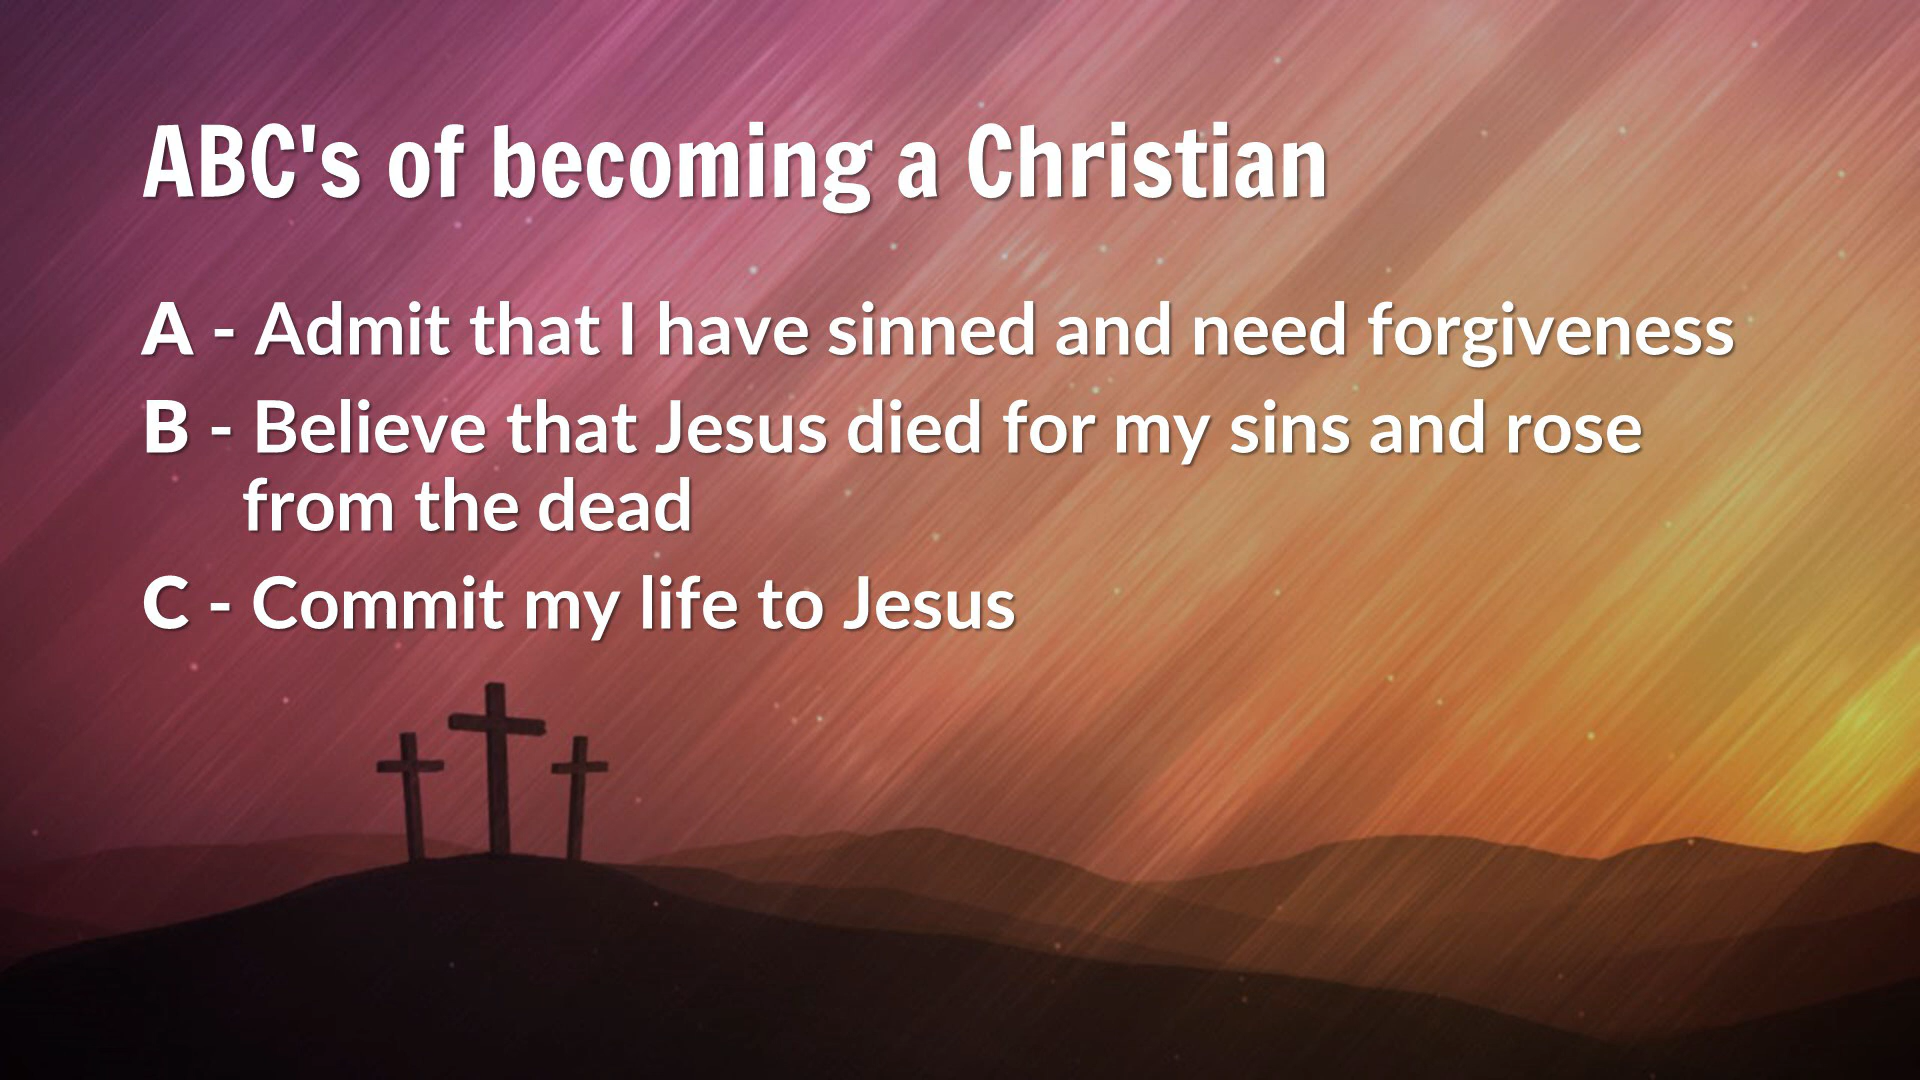 ABC's of becoming a Christian
A - Admit that I have sinned and need forgiveness
B - Believe that Jesus died for my sins and rose
from the dead
C - Commit my life to Jesus